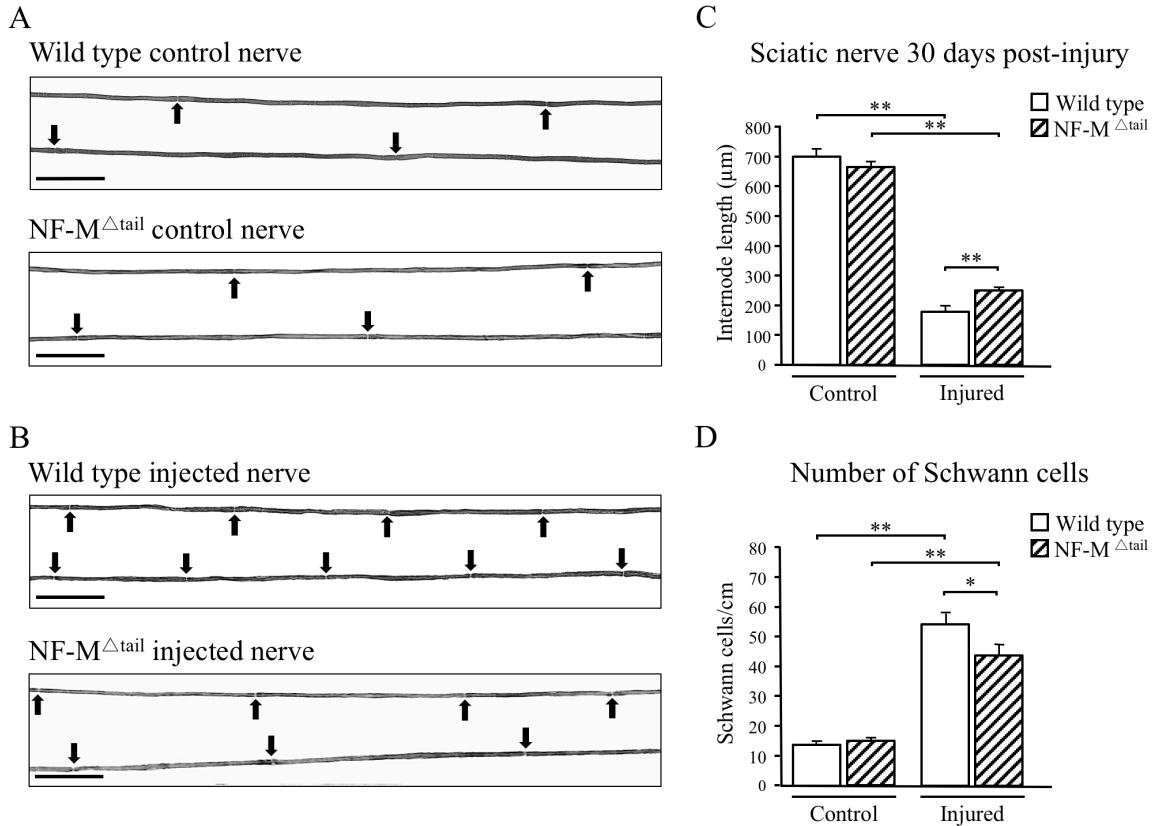 A
Wild type control nerve
NF-M△tail control nerve
B
Wild type injected nerve
NF-M△tail injected nerve
C
Sciatic nerve 30 days post-injury
Wild type
NF-M △tail
**
**
**
800
700
600
500
400
300
200
100
0
Internode length (μm)
Control
Injured
D
Number of Schwann cells
Wild type
NF-M △tail
**
**
*
80
70
60
50
40
30
20
10
0
Schwann cells/cm
Control
Injured